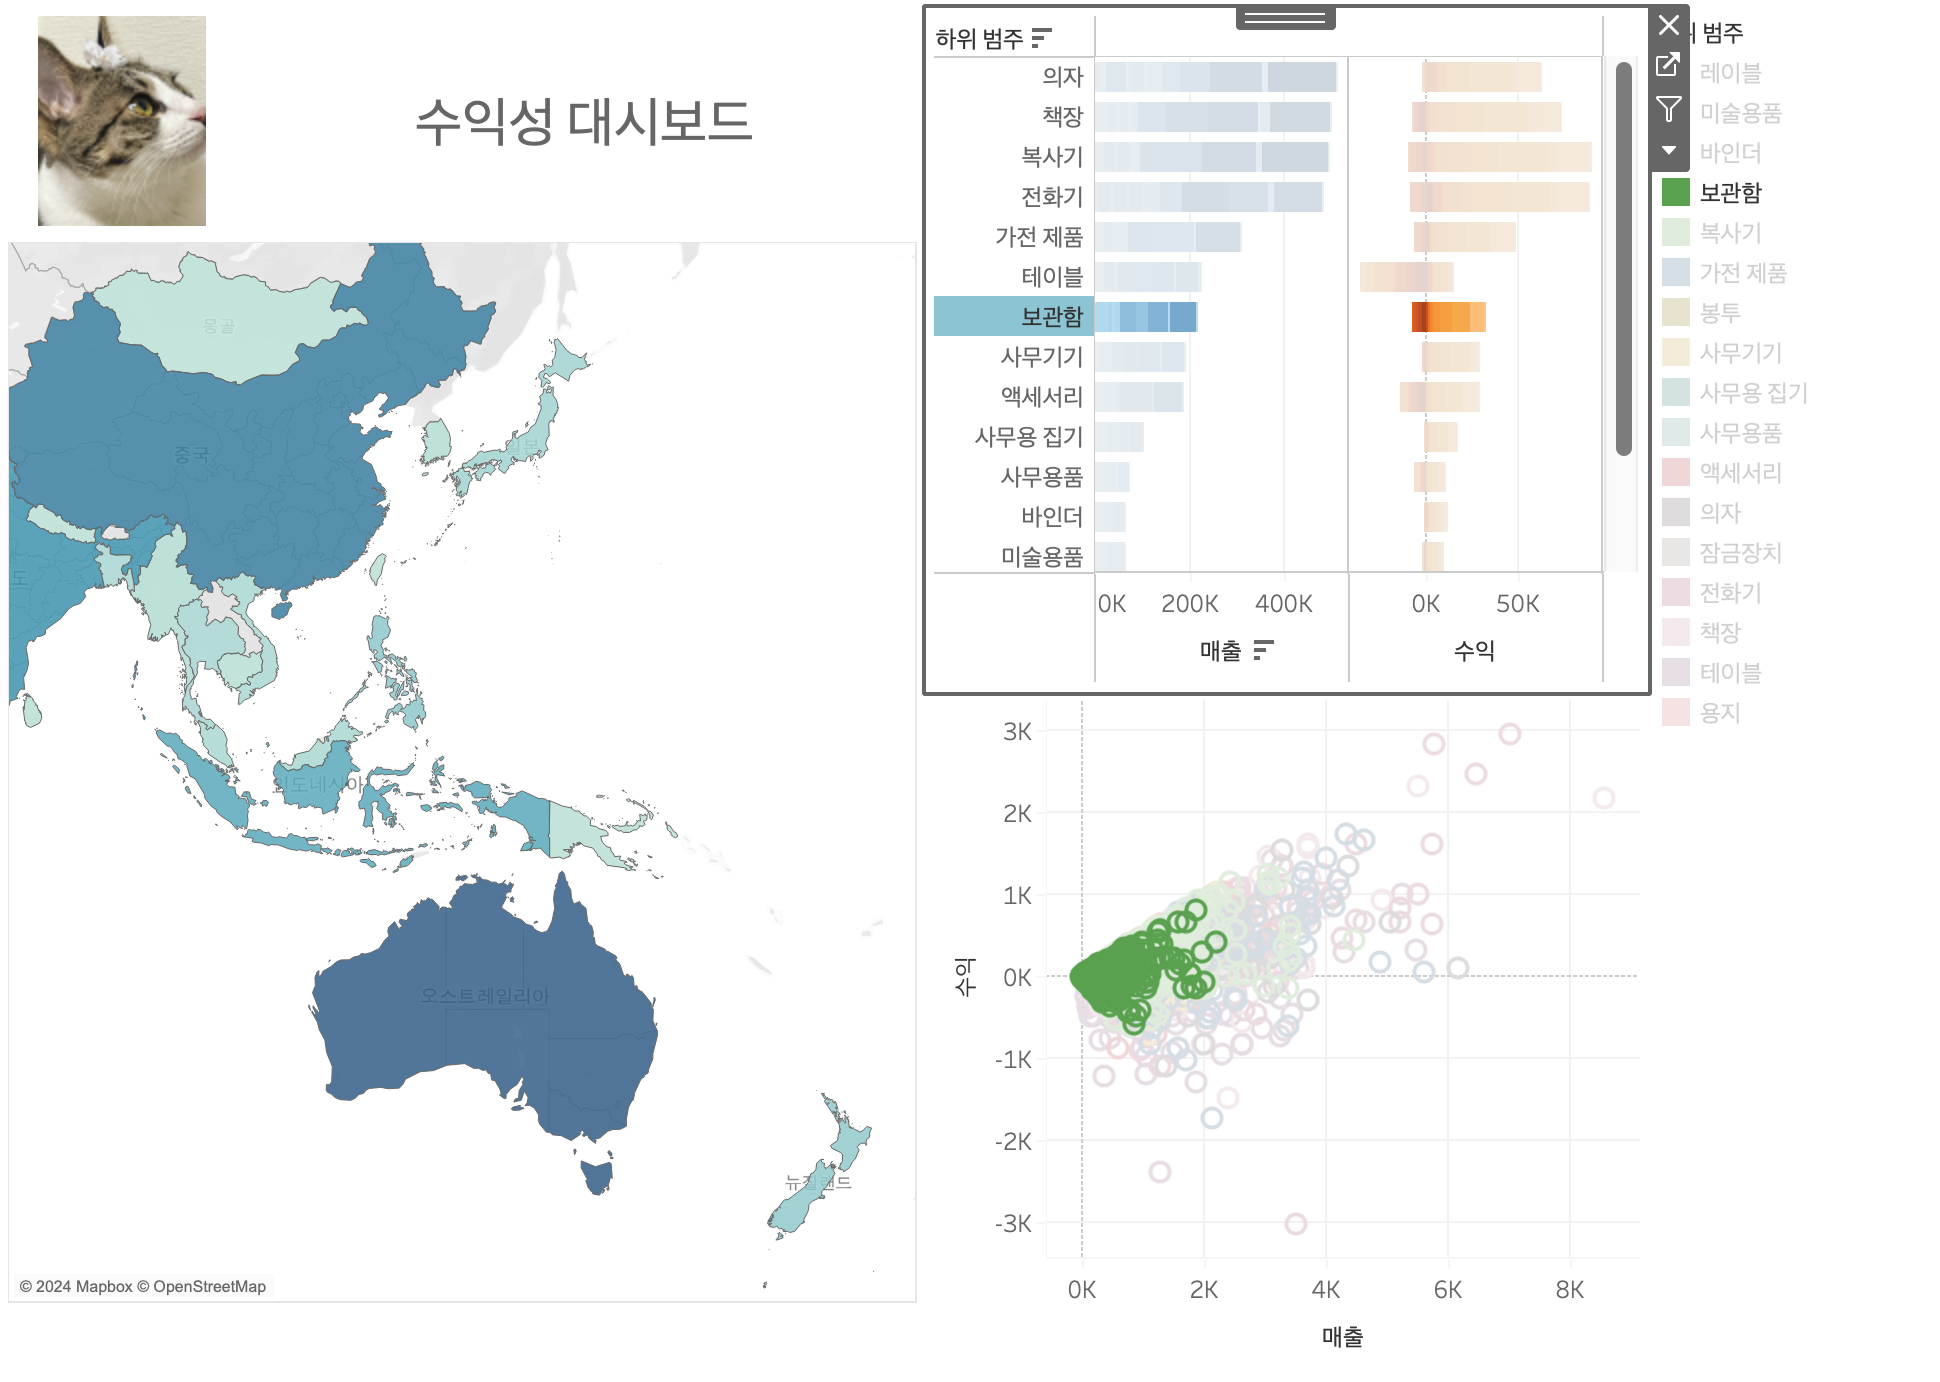 수익성 대시보드
하위 범주
의자
책장
복사기
전화기
가전 제품
테이블
보관함
사무기기
액세서리
사무용 집기
사무용품
바인더
미술용품
0K 200K 400K 0K 50K
매출 수익
위 범주
레이블
미술용품
바인더
보관함
복사기
가전 제품
봉투
사무기기
사무용 집기
사무용품
액세서리
의자
잠금장치
전화기
책장
테이블
용지
몽골
중국
일본
도
인도네시아
오스트레일리아
뉴질랜드
© 2024 Mapbox © OpenStreetMap
3K
2K
1K
0K
-1K
-2K
-3K
수익
0K 2K 4K 6K 8K
매출